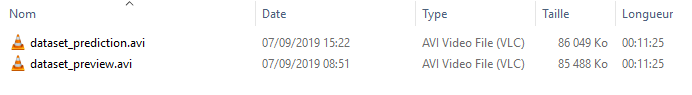 Nom Date Type Taille Longueur
dataset_prediction.avi 07/09/2019 15:22 AVI Video File (VLC) 86 049 Ko 00:11:25
dataset_preview.avi 07/09/2019 08:51 AVI Video File (VLC) 85 488 Ko 00:11:25